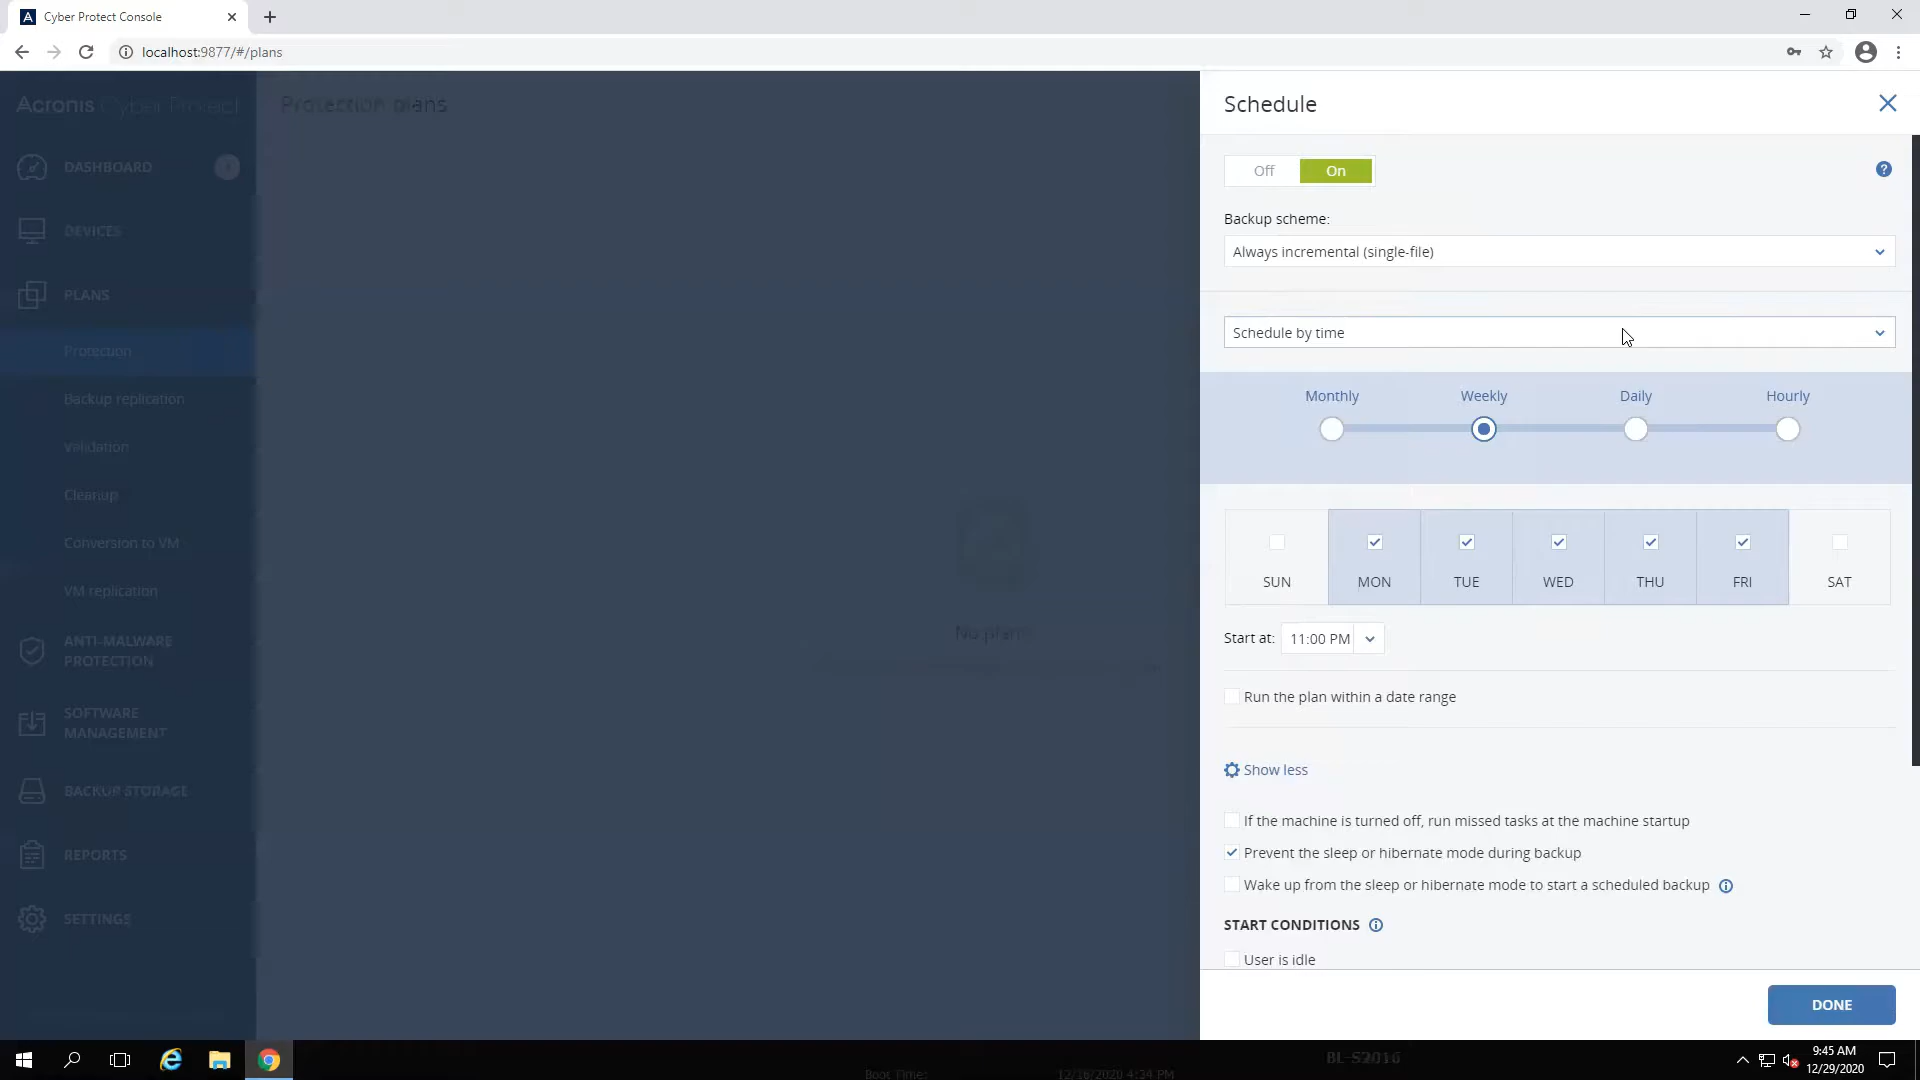 Cyber Protect Console
localhost:9877/#/plans
Acronis Cyber Protect
Protection plans
DASHBOARD
DEVICES
PLANS
Protection
Backup replication
Validation
Cleanup
Conversion to VM
VM replication
ANTI-MALWARE
PROTECTION
SOFTWARE
MANAGEMENT
BACKUP STORAGE
REPORTS
SETTINGS
No plans
Schedule
Off On
Backup scheme:
Always incremental (single-file)
Schedule by time
Monthly Weekly Daily Hourly
SUN MON TUE WED THU FRI SAT
Start at: 11:00 PM
Run the plan within a date range
Show less
If the machine is turned off, run missed tasks at the machine startup
Prevent the sleep or hibernate mode during backup
Wake up from the sleep or hibernate mode to start a scheduled backup
START CONDITIONS
User is idle
DONE
BL-S2016
Boot Time: 12/16/2020 4:34 PM
9:45 AM
12/29/2020